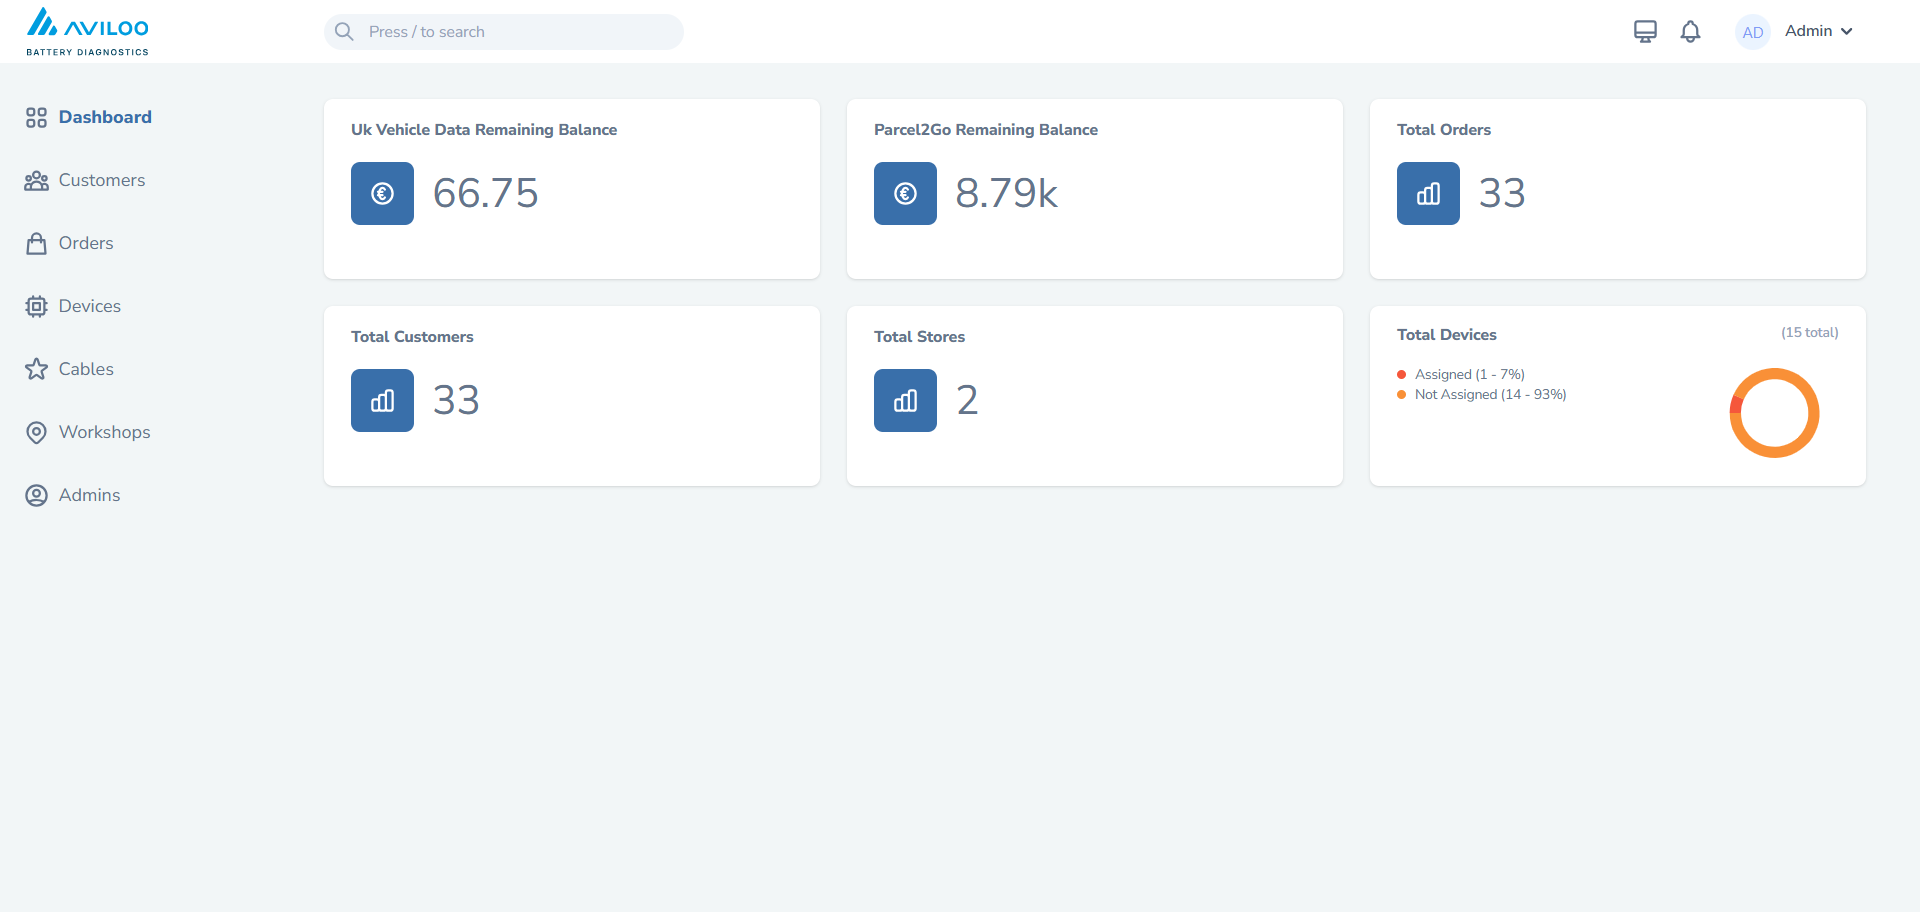 AVILOO
BATTERY DIAGNOSTICS
Press / to search
AD
Admin
Dashboard
Customers
Orders
Devices
Cables
Workshops
Admins
Uk Vehicle Data Remaining Balance
€
66.75
Parcel2Go Remaining Balance
€
8.79k
Total Orders
33
Total Customers
33
Total Stores
2
Total Devices
(15 total)
Assigned (1 - 7%)
Not Assigned (14 - 93%)